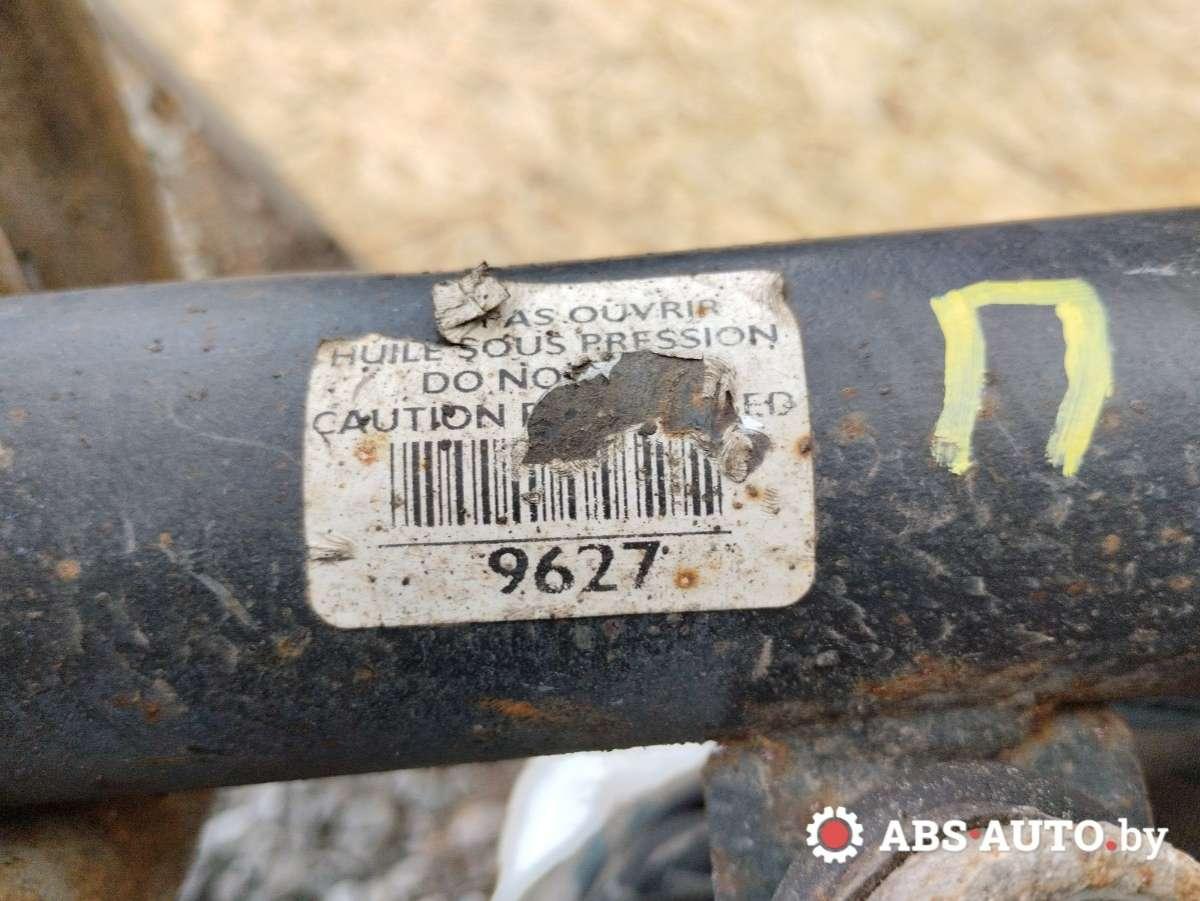 PAS OUVRIR
HUILE SOUS PRESSION
DO NO
CAUTION
9627
П
ABS AUTO.by